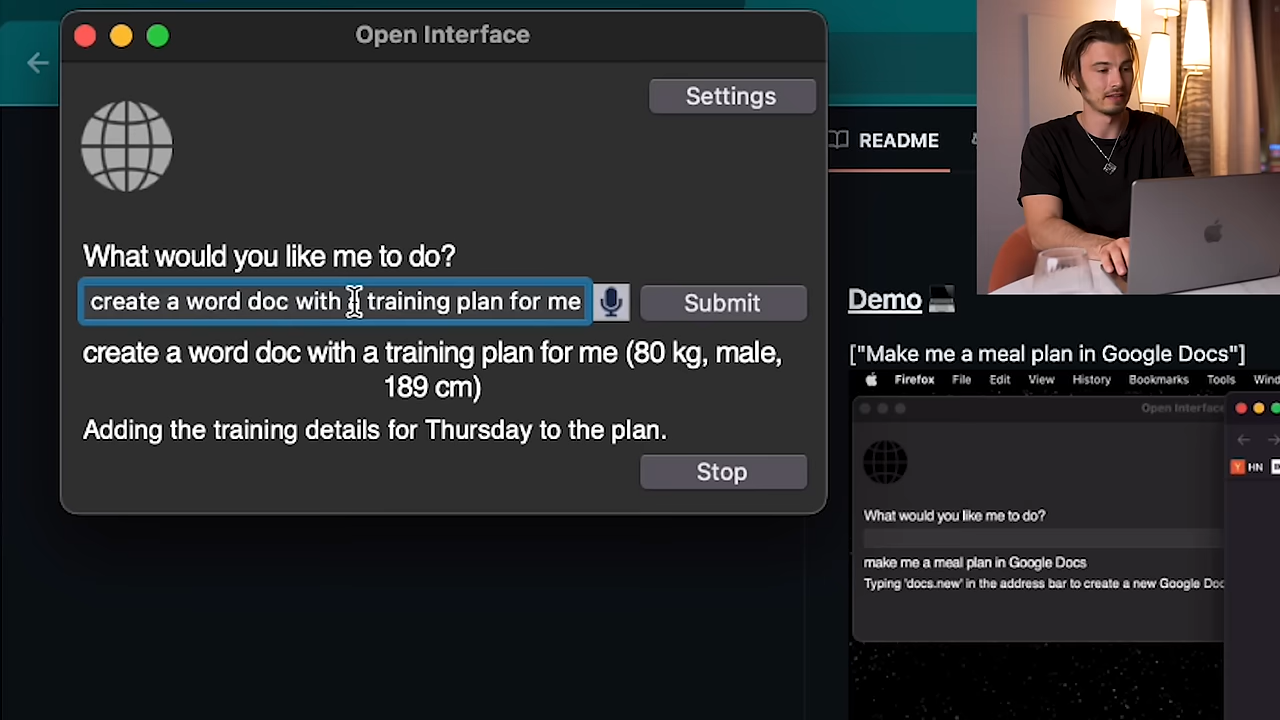 Open Interface
Settings
What would you like me to do?
create a word doc with training plan for me
Submit
create a word doc with a training plan for me (80 kg, male,
189 cm)
Adding the training details for Thursday to the plan.
Stop
README
Demo
["Make me a meal plan in Google Docs"]
Firefox File Edit View History Bookmarks Tools
Open Interface
HN
What would you like me to do?
make me a meal plan in Google Docs
Typing 'docs.new' in the address bar to create a new Google